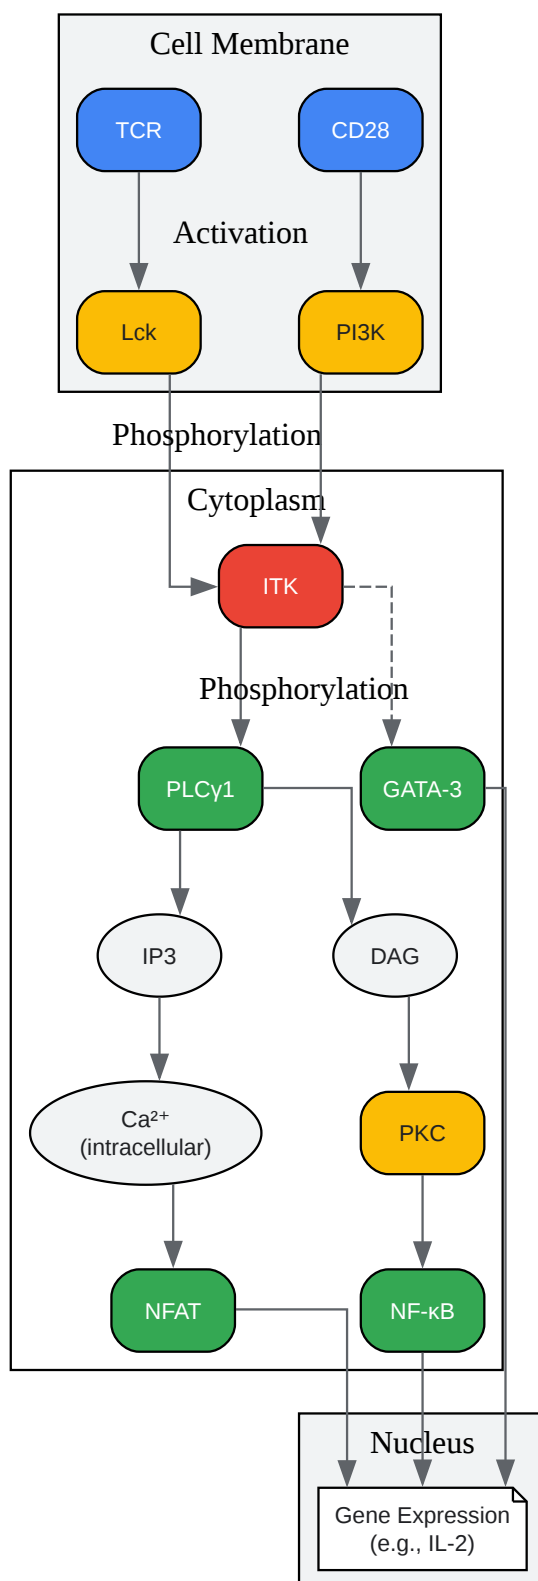 Cell Membrane
TCR
CD28
Activation
Lck
PI3K
Phosphorylation
Cytoplasm
ITK
Phosphorylation
PLCγ1
GATA-3
IP3
DAG
Ca²⁺
(intracellular)
PKC
NFAT
NF-κB
Nucleus
Gene Expression
(e.g., IL-2)